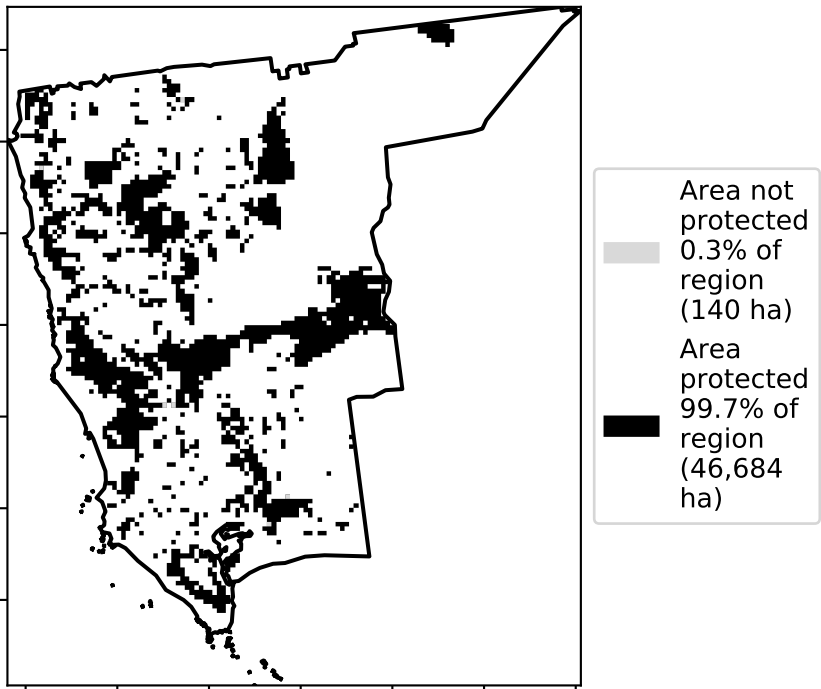 Area not
protected
0.3% of
region
(140 ha)
Area
protected
99.7% of
region
(46,684
ha)